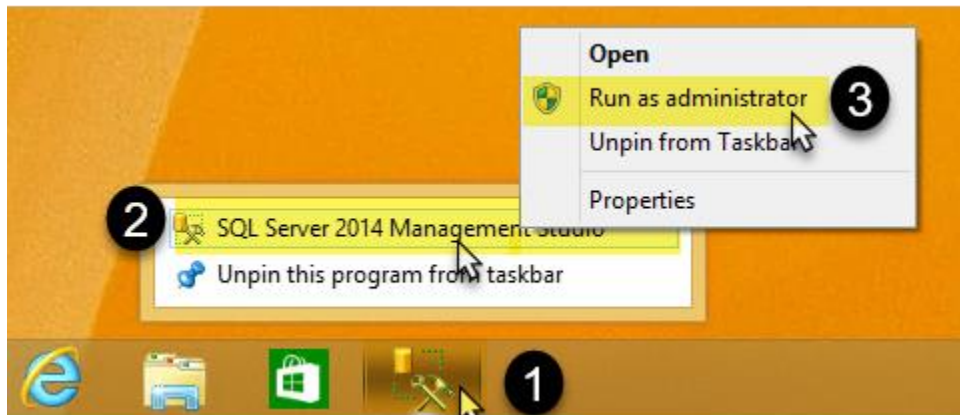 Open
Run as administrator
3
Unpin from Taskbar
Properties
2
SQL Server 2014 Management Studio
Unpin this program from taskbar
1